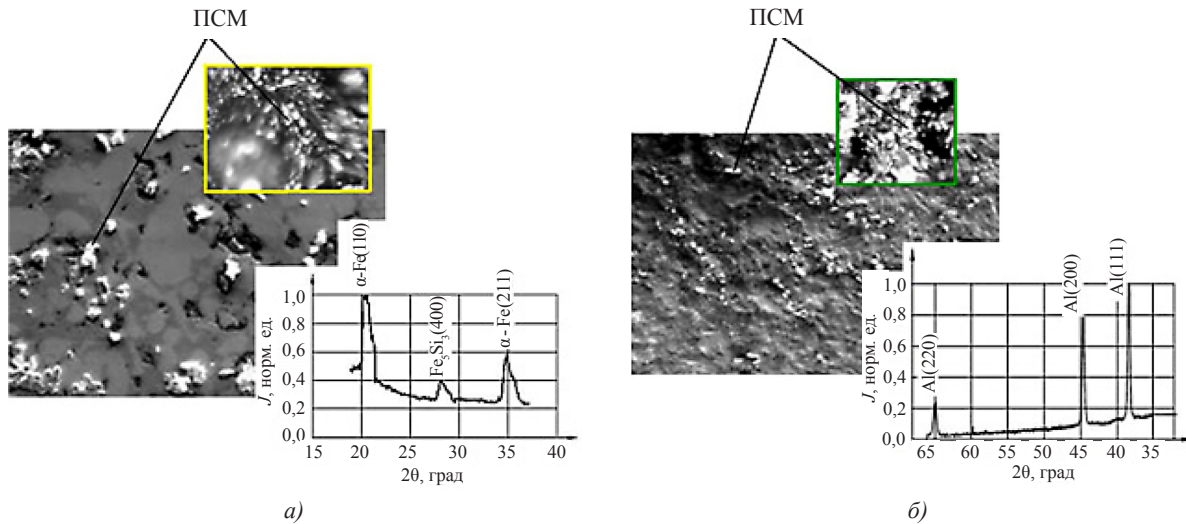 ПСМ
α-Fe(110)
Fe₅Si₃(400)
α - Fe(211)
J, норм. ед.
1,0
0,8
0,6
0,4
0,2
0,0
15 20 25 30 35 40
2θ, град
а)
ПСМ
Al(220)
Al(200)
Al(111)
J, норм. ед.
1,0
0,8
0,6
0,4
0,2
0,0
65 60 55 50 45 40 35
2θ, град
б)